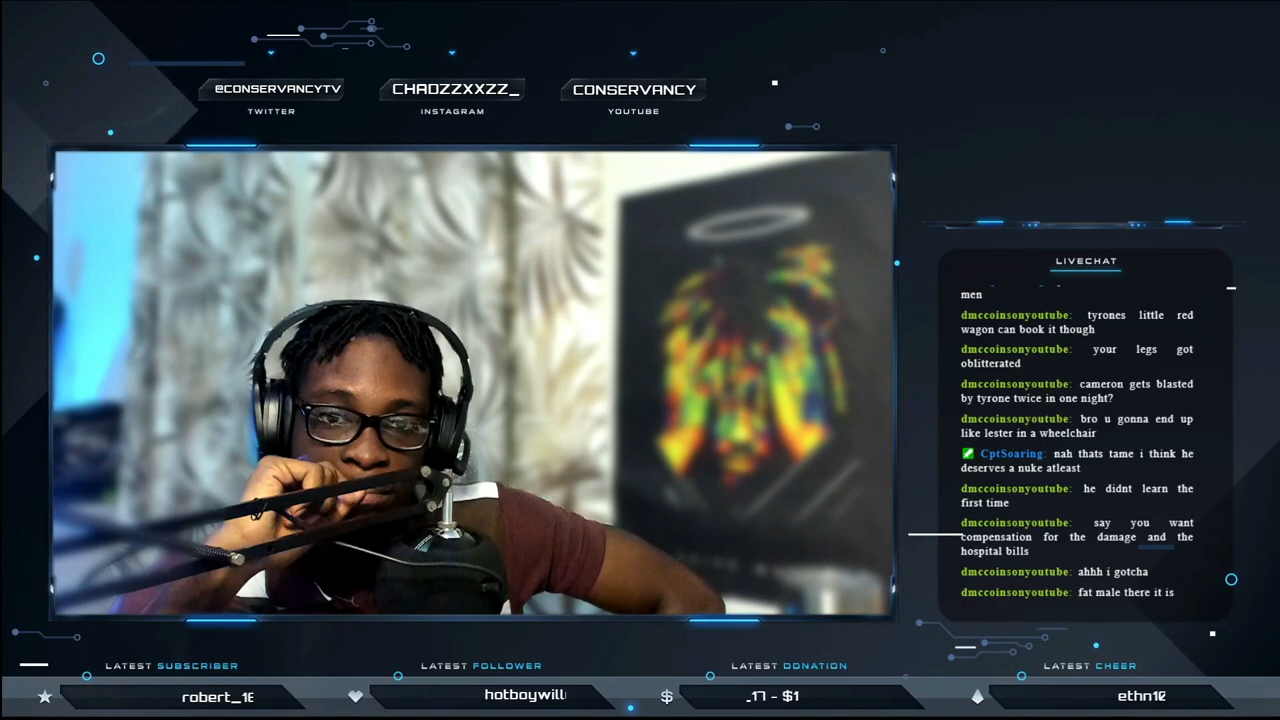 @CONSERVANCYTV
CHADZZXXZZ_
CONSERVANCY
TWITTER
INSTAGRAM
YOUTUBE
LIVECHAT
men
dmccoinsonyoutube: tyrones little red
wagon can book it though
dmccoinsonyoutube: your legs got
oblitterated
dmccoinsonyoutube: cameron gets blasted
by tyrone twice in one night?
dmccoinsonyoutube: bro u gonna end up
like lester in a wheelchair
CptSoaring: nah thats tame i think he
deserves a nuke atleast
dmccoinsonyoutube: he didnt learn the
first time
dmccoinsonyoutube: say you want
compensation for the damage and the
hospital bills
dmccoinsonyoutube: ahhh i gotcha
dmccoinsonyoutube: fat male there it is
LATEST SUBSCRIBER
LATEST FOLLOWER
LATEST DONATION
LATEST CHEER
robert_1
hotboywill
_17 - $1
ethn10